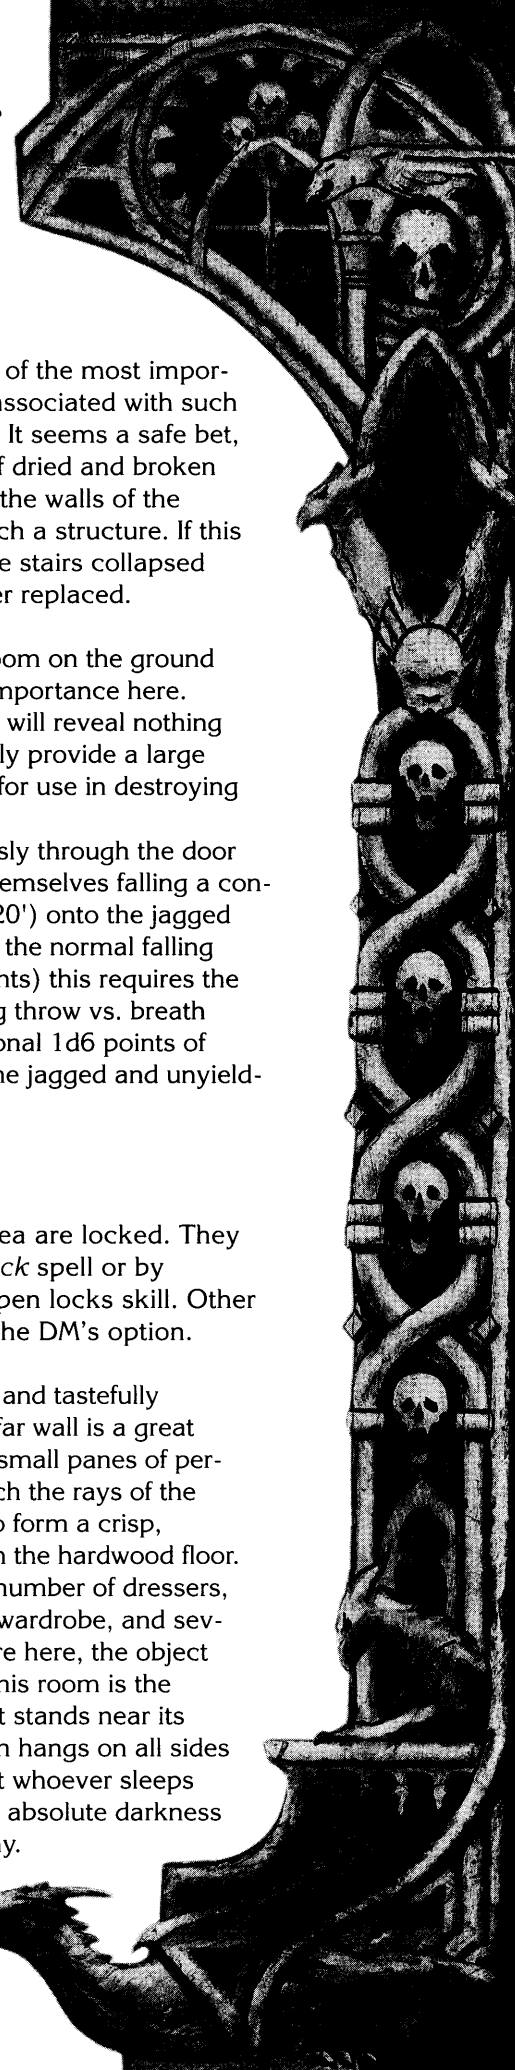 of the most impor-
associated with such
It seems a safe bet,
dried and broken
the walls of the
ch a structure. If this
e stairs collapsed
er replaced.
oom on the ground
mportance here.
will reveal nothing
ly provide a large
for use in destroying
sly through the door
emselves falling a con-
20') onto the jagged
the normal falling
nts) this requires the
g throw vs. breath
onal 1d6 points of
he jagged and unyield-
ea are locked. They
ck spell or by
pen locks skill. Other
he DM's option.
and tastefully
far wall is a great
small panes of per-
ch the rays of the
o form a crisp,
n the hardwood floor.
number of dressers,
wardrobe, and sev-
re here, the object
his room is the
t stands near its
n hangs on all sides
t whoever sleeps
absolute darkness
y.